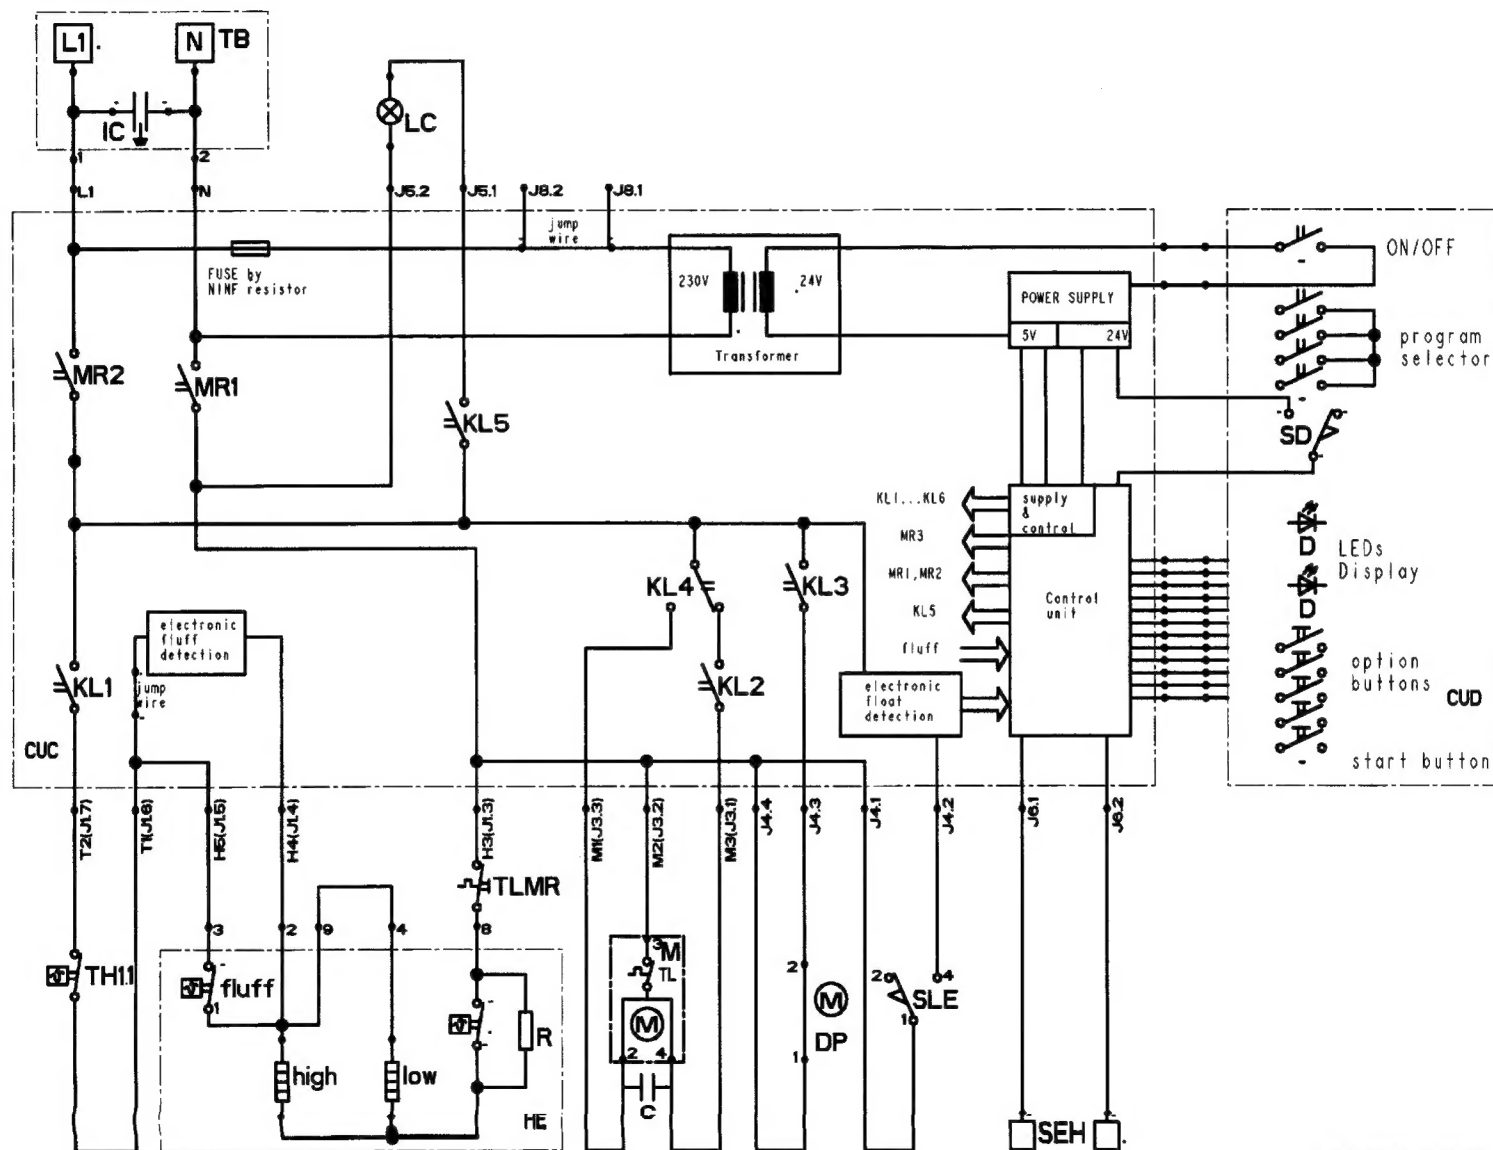 L1
N
TB
IC
LC
1
2
L1
N
J5.2
J5.1
J8.2
J8.1
jump
wire
FUSE by
NIMF resistor
230V
24V
Transformer
POWER SUPPLY
5V
24V
ON/OFF
program
selector
MR2
MR1
KL5
SD
KL1...KL6
MR3
MR1,MR2
KL5
fluff
supply
&
control
Control
unit
D
LEDs
Display
D
KL4
KL3
KL2
electronic
fluff
detection
jump
wire
KL1
electronic
float
detection
option
buttons
CUD
start button
CUC
T2(J1.7)
T1(J1.6)
H5(J1.5)
H4(J1.4)
H3(J1.3)
M1(J3.3)
M2(J3.2)
M3(J3.1)
J4.4
J4.3
J4.1
J4.2
J6.1
J6.2
TLMR
3
2
9
4
8
TH1.1
fluff
1
3
M
TL
M
2
4
C
2
M
DP
1
2
4
SLE
1
R
high
low
HE
SEH